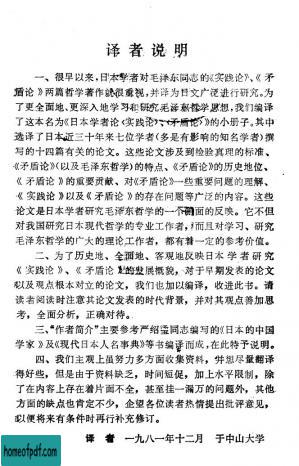 译者说明
一、很早以来，日本学者对毛泽东同志的《实践论》、《矛
盾论》两篇哲学著作就很重视，并译为日文广泛进行研究。为
了更全面地、更深入地学习和研究毛泽东哲学思想，我们编译
了这本名为《日本学者论〈实践论〉、〈矛盾论〉》的小册子。其中
选译了日本近三十年来七位学者(多是有影响的知名学者)撰
写的十四篇有关的论文。这些论文涉及到检验真理的标准、
《矛盾论》(以及毛泽东哲学)的特点、《矛盾论》的历史地位、
《矛盾论》的重要贡献、对《矛盾论》一些重要问题的理解、
《实践论》以及《矛盾论》的存在问题等广泛的内容。这些
论文是日本学者研究毛泽东哲学的一个侧面的反映。它不但
对我国研究日本现代哲学的专业工作者，而且对学习、研究
毛泽东哲学的广大的理论工作者，都有着一定的参考价值。
二、为了历史地、全面地、客观地反映日本学者研究
《实践论》、《矛盾论》的发展概貌，对于早期发表的论文
以及观点根本对立的论文，我们也加以编译，收进此书。请
读者阅读时注意其论文发表的时代背景，并对其观点善加思
考，全面分析，正确对待。
三、“作者简介”主要参考严绍璗同志编写的《日本的中国
学家》及《现代日本人名事典》等书编译而成，在此特予说明。
四、我们主观上虽努力多方面收集资料，并想尽量翻译
得好些，但是由于资料缺乏，时间短促，加上水平限制，除
了在内容上存在着片面不全，甚至挂一漏万的问题外，其他
方面的缺点也肯定不少，企望各位读者热情提出批评意见，
以便将来有条件时再行补充修订。
译者 一九八一年十二月 于中山大学
homeofpdf.com